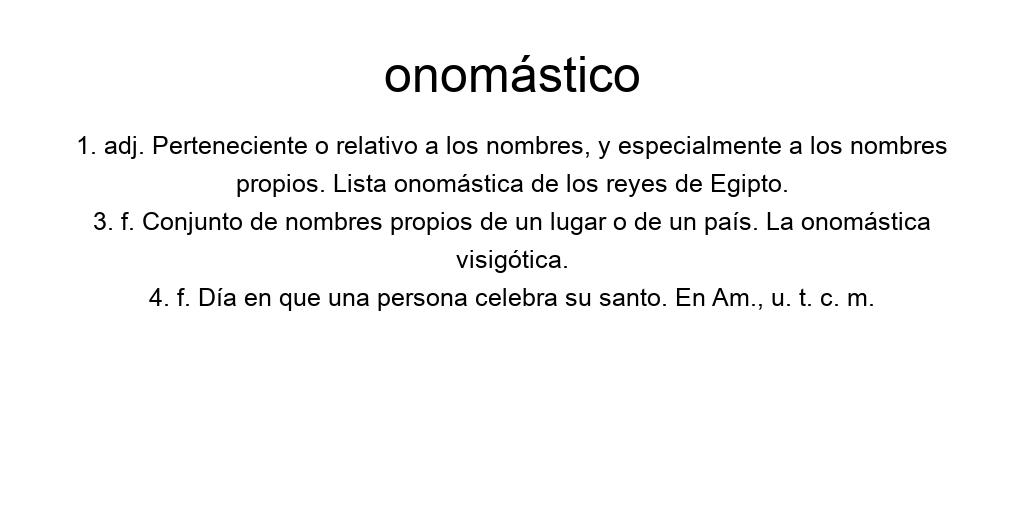 onomástico
1. adj. Perteneciente o relativo a los nombres, y especialmente a los nombres
propios. Lista onomástica de los reyes de Egipto.
3. f. Conjunto de nombres propios de un lugar o de un país. La onomástica
visigótica.
4. f. Día en que una persona celebra su santo. En Am., u. t. c. m.